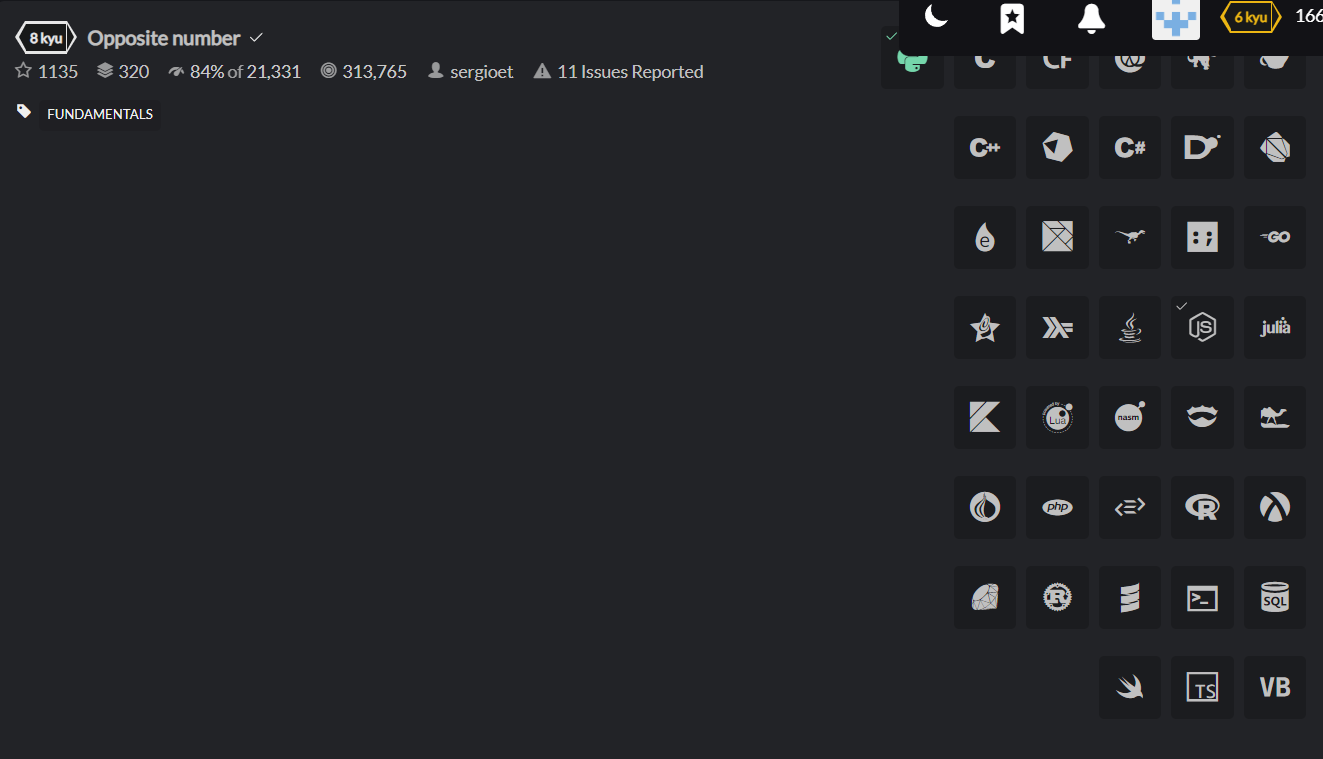 8 kyu Opposite number
1135 320 84% of 21,331 313,765 sergioet 11 Issues Reported
FUNDAMENTALS
6 kyu 166
C CF
C++ C# D
e :; GO
JS julia
Lua nasm
php <=> R
R >_ SQL
TS VB